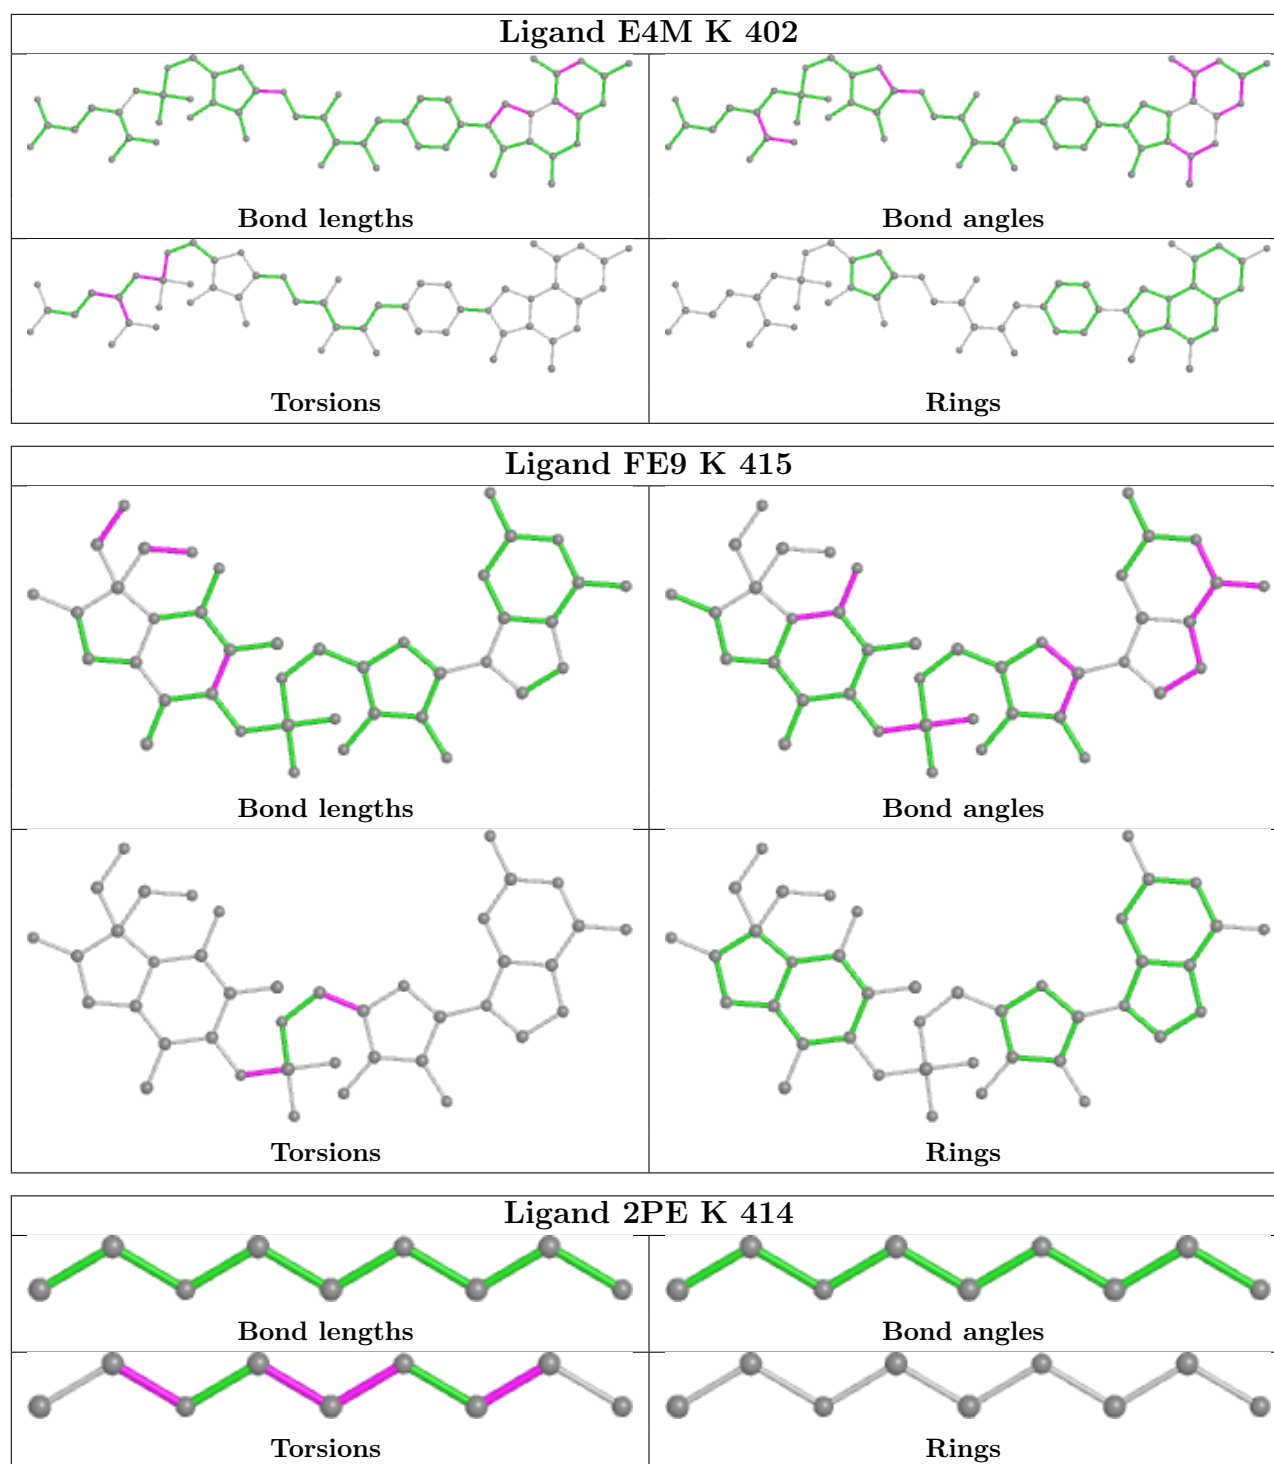 Ligand E4M K 402
Bond lengths
Bond angles
Torsions
Rings
Ligand FE9 K 415
Bond lengths
Bond angles
Torsions
Rings
Ligand 2PE K 414
Bond lengths
Bond angles
Torsions
Rings